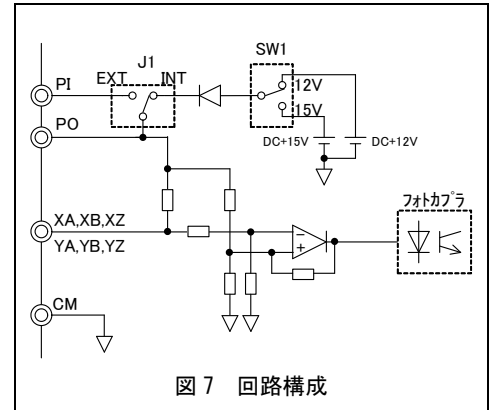 J1
SW1
EXT
INT
PI
12V
15V
PO
DC+15V
DC+12V
ﾌｫﾄｶﾌﾟﾗ
XA,XB,XZ
YA,YB,YZ
−
+
CM
図7 回路構成